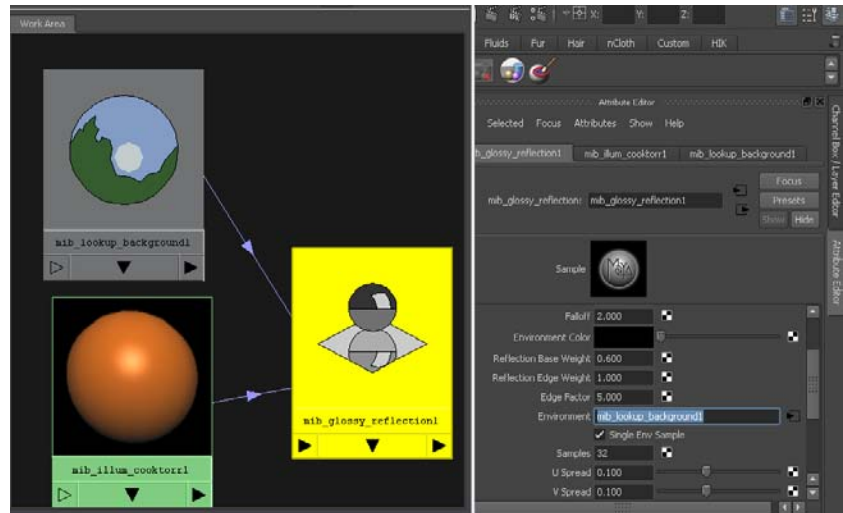 Work Area
mib_lookup_background1
mib_illum_cooktorr1
mib_glossy_reflection1
X: Y: Z:
Fluids Fur Hair nCloth Custom HIK
Attribute Editor
Selected Focus Attributes Show Help
b_glossy_reflection1 mib_illum_cooktorr1 mib_lookup_background1
Focus
mib_glossy_reflection: mib_glossy_reflection1
Presets
Show Hide
Sample
MAYA
Falloff 2.000
Environment Color
Reflection Base Weight 0.600
Reflection Edge Weight 1.000
Edge Factor 5.000
Environment mib_lookup_background1
Single Env Sample
Samples 32
U Spread 0.100
V Spread 0.100
Channel Box / Layer Editor
Attribute Editor